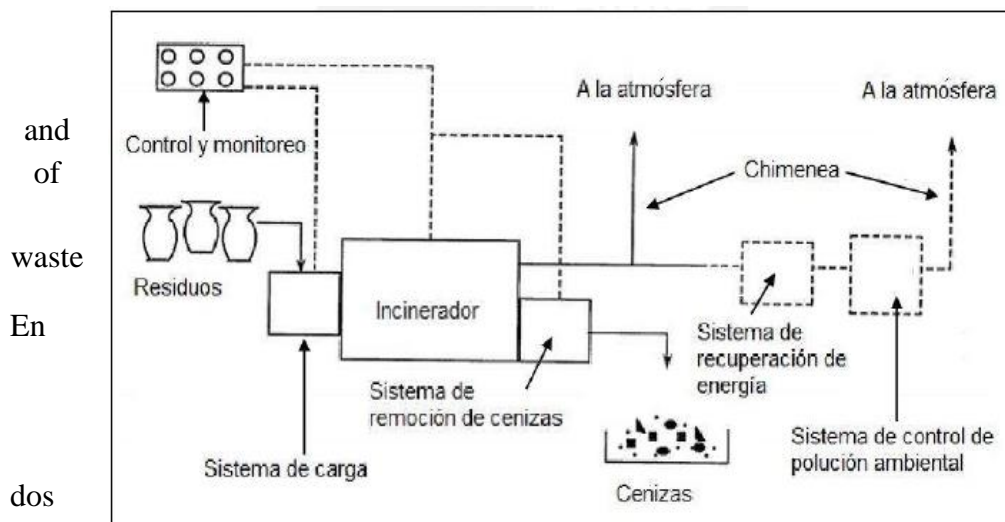 and
of
waste
En
dos
Control y monitoreo
A la atmósfera
A la atmósfera
Chimenea
Residuos
Incinerador
Sistema de
recuperación de
energía
Sistema de
remoción de cenizas
Sistema de control de
polución ambiental
Sistema de carga
Cenizas